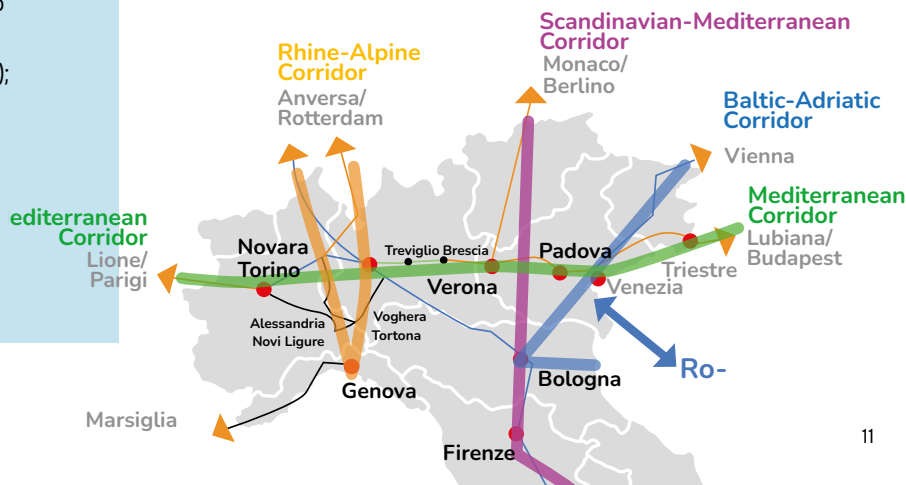 );
Scandinavian-Mediterranean
Corridor
Monaco/
Berlino
Rhine-Alpine
Corridor
Anversa/
Rotterdam
Baltic-Adriatic
Corridor
Vienna
Mediterranean
Corridor
Lubiana/
Budapest
editerranean
Corridor
Lione/
Parigi
Novara
Torino
Treviglio Brescia
Verona
Padova
Triestre
Venezia
Alessandria
Novi Ligure
Voghera
Tortona
Ro-
Bologna
Genova
Marsiglia
Firenze
11